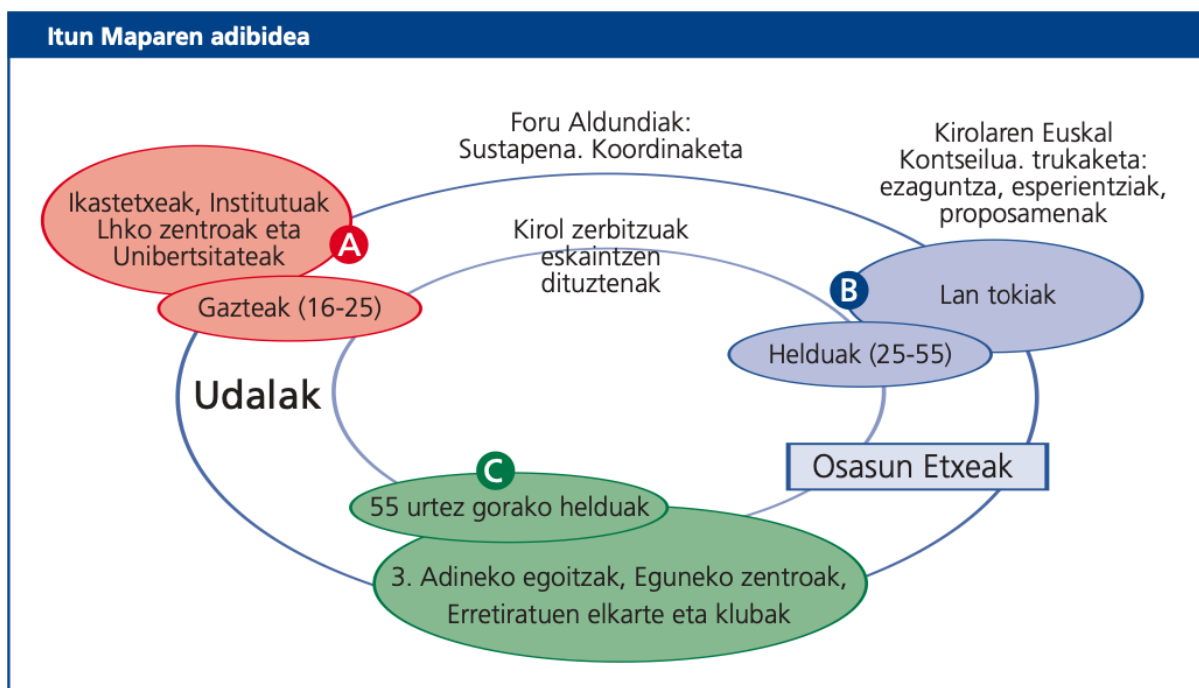 Itun Maparen adibidea
Foru Aldundiak:
Sustapena. Koordinaketa
Kirolaren Euskal
Kontseilua. trukaketa:
ezaguntza, esperientziak,
proposamenak
Ikastetxeak, Institutuak
Lhko zentroak eta
Unibertsitateak
A
Gazteak (16-25)
Kirol zerbitzuak
eskaintzen
dituztenak
B
Lan tokiak
Helduak (25-55)
Udalak
Osasun Etxeak
C
55 urtez gorako helduak
3. Adineko egoitzak, Eguneko zentroak,
Erretiratuen elkarte eta klubak